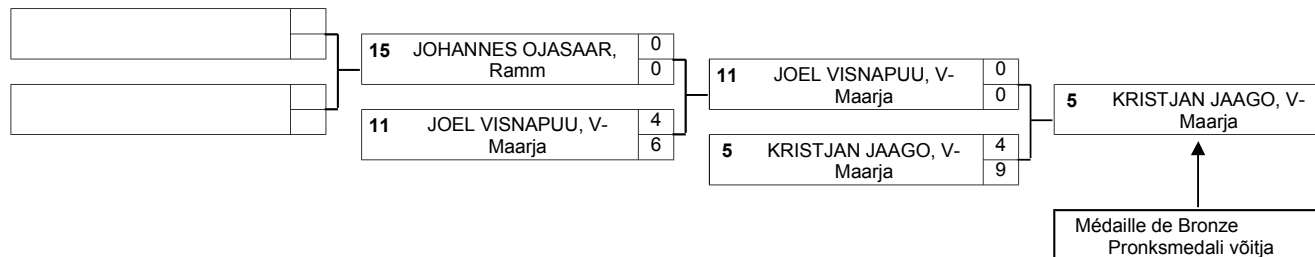 15 JOHANNES OJASAAR, 0
Ramm 0
11 JOEL VISNAPUU, V- 4
Maarja 6
11 JOEL VISNAPUU, V- 0
Maarja 0
5 KRISTJAN JAAGO, V- 4
Maarja 9
5 KRISTJAN JAAGO, V-
Maarja
Médaille de Bronze
Pronksmedali võitja